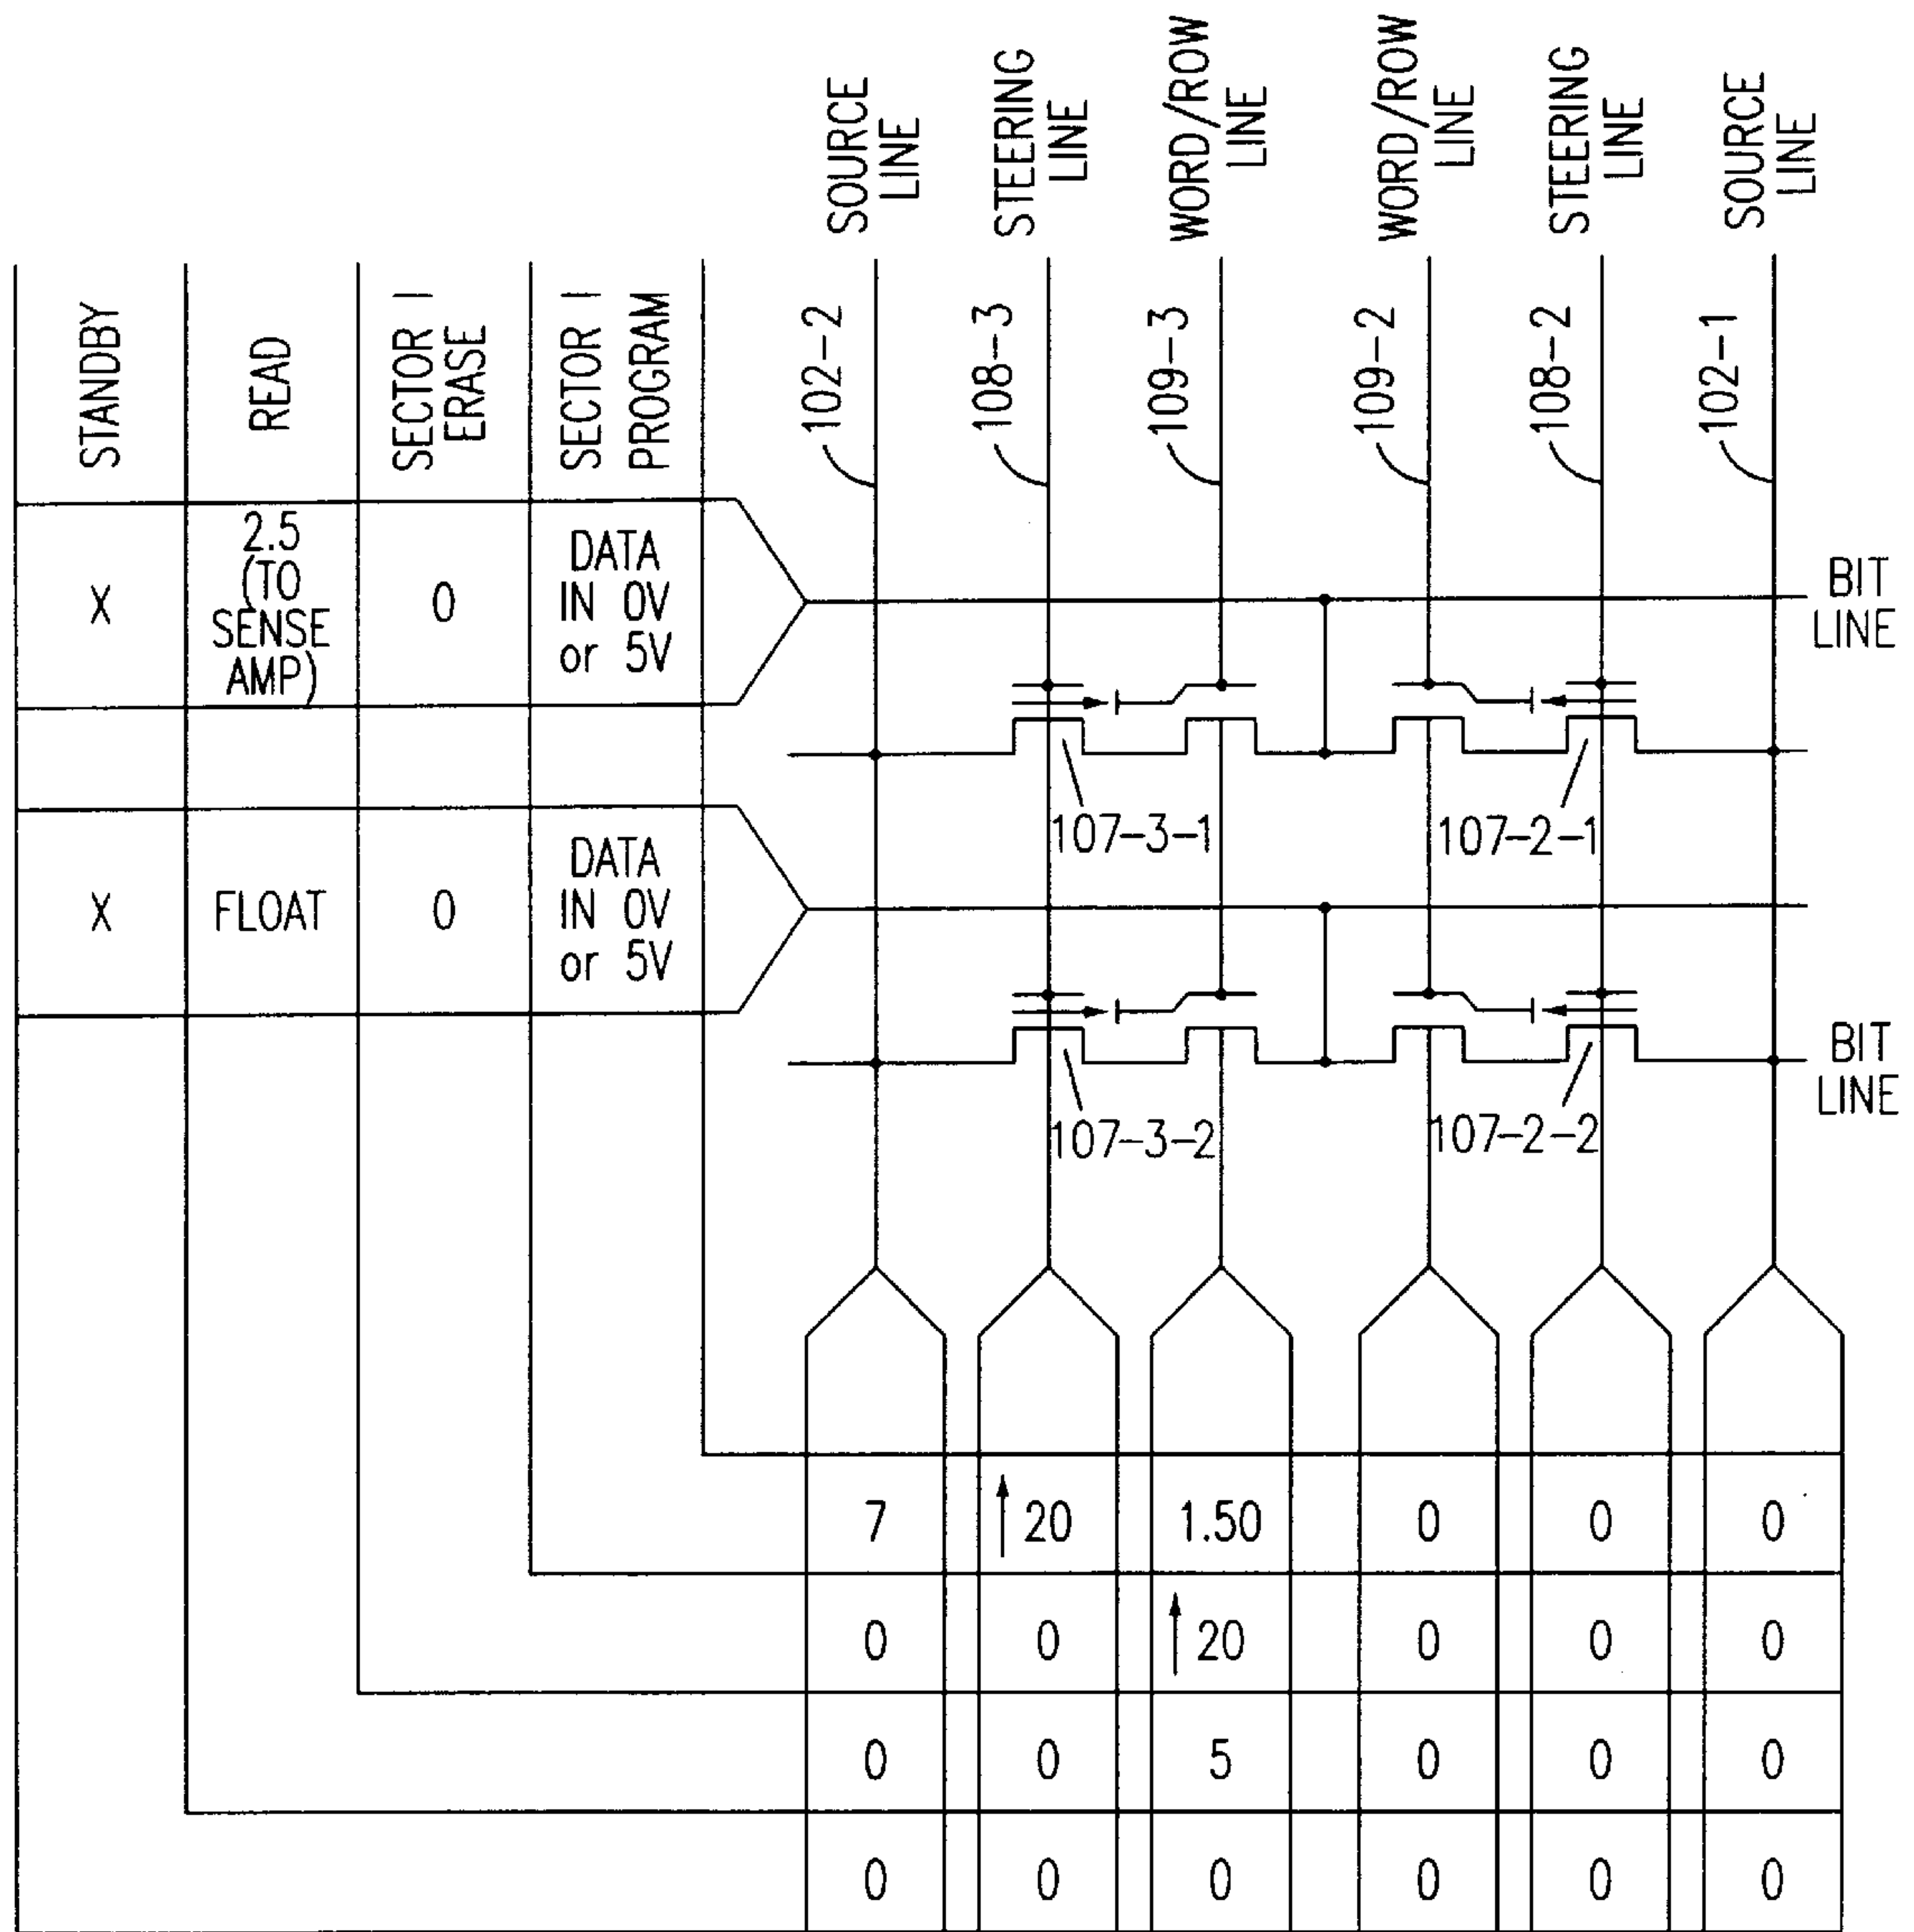 SOURCE
LINE
STEERING
LINE
WORD/ROW
LINE
WORD/ROW
LINE
STEERING
LINE
SOURCE
LINE
STANDBY
READ
SECTOR I
ERASE
SECTOR I
PROGRAM
102-2
108-3
109-3
109-2
108-2
102-1
X
2.5
(TO
SENSE
AMP)
0
DATA
IN 0V
or 5V
BIT
LINE
107-3-1
107-2-1
X
FLOAT
0
DATA
IN 0V
or 5V
BIT
LINE
107-3-2
107-2-2
7 ↑20 1.50 0 0 0
0 0 ↑20 0 0 0
0 0 5 0 0 0
0 0 0 0 0 0